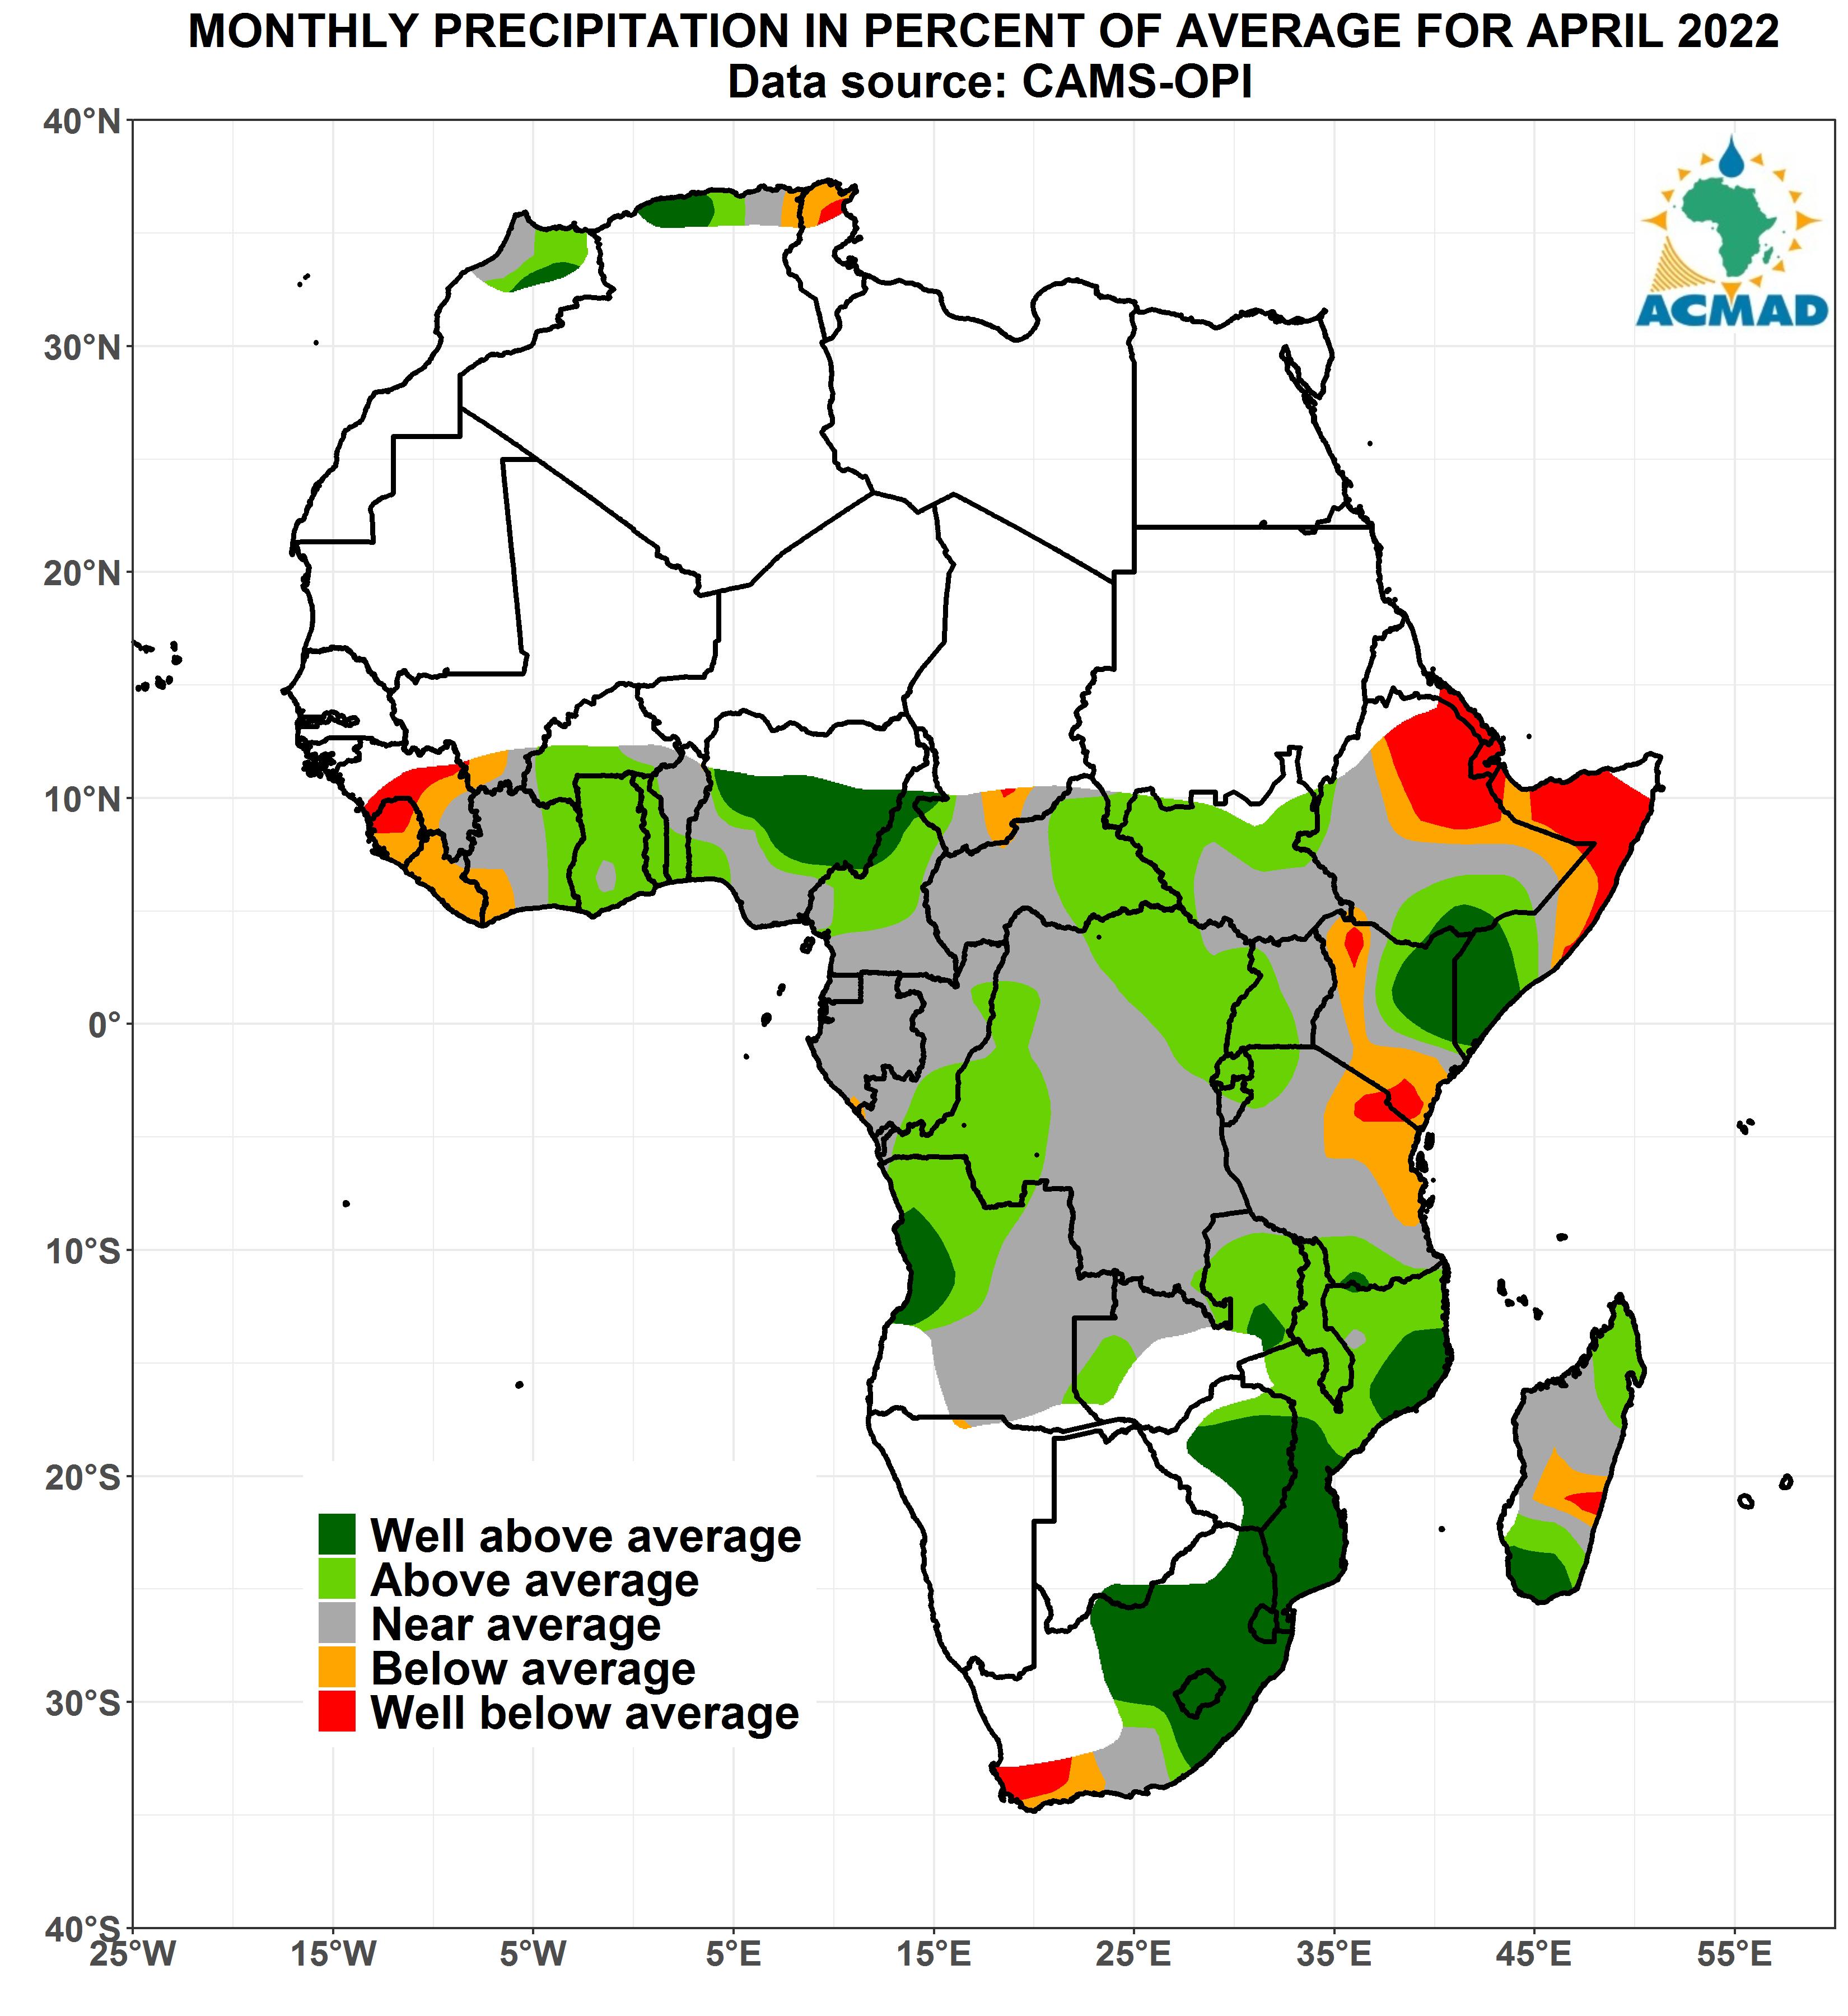 MONTHLY PRECIPITATION IN PERCENT OF AVERAGE FOR APRIL 2022
Data source: CAMS-OPI
40°N
30°N
20°N
10°N
0°
10°S
20°S
30°S
40°S
ACMAD
Well above average
Above average
Near average
Below average
Well below average
25°W
15°W
5°W
5°E
15°E
25°E
35°E
45°E
55°E